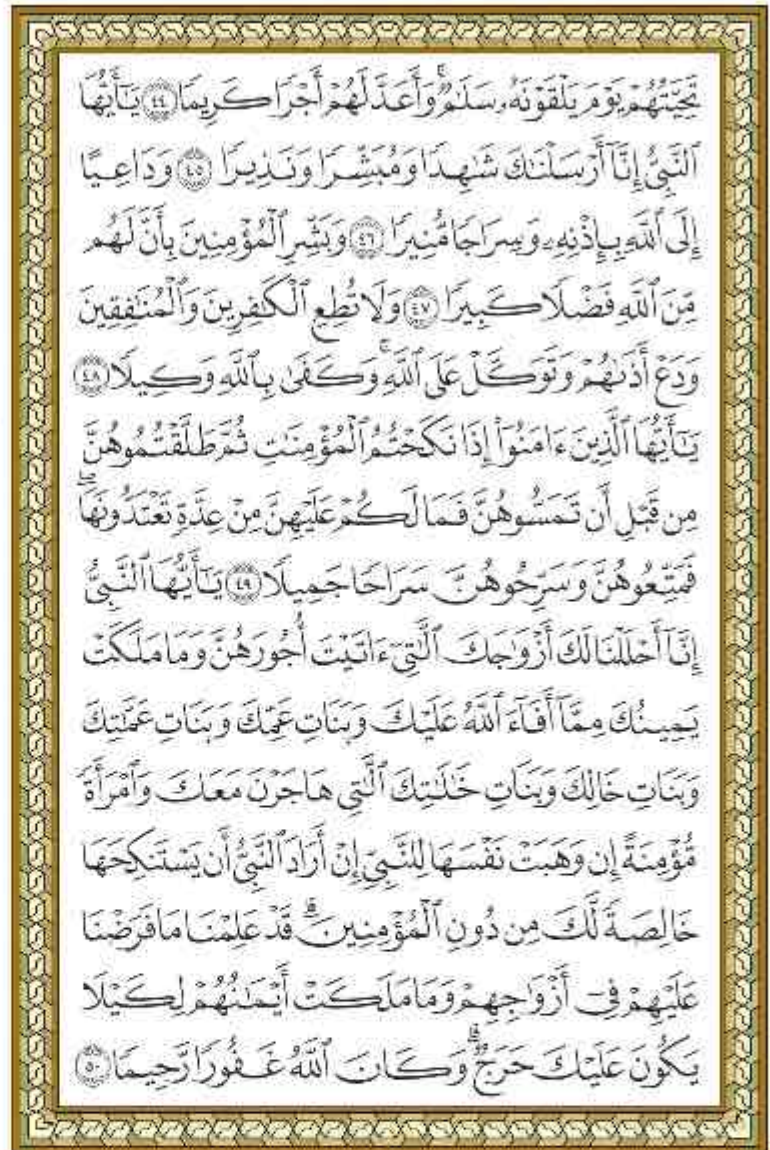 تَحِيَّتُهُمْ يَوْمَ يَلْقَوْنَهُۥ سَلَـٰمٌۚ وَأَعَدَّ لَهُمْ أَجْرًا كَرِيمًا ٤٤ يَـٰٓأَيُّهَا
ٱلنَّبِىُّ إِنَّآ أَرْسَلْنَـٰكَ شَـٰهِدًا وَمُبَشِّرًا وَنَذِيرًا ٤٥ وَدَاعِيًا
إِلَى ٱللَّهِ بِإِذْنِهِۦ وَسِرَاجًا مُّنِيرًا ٤٦ وَبَشِّرِ ٱلْمُؤْمِنِينَ بِأَنَّ لَهُم
مِّنَ ٱللَّهِ فَضْلًا كَبِيرًا ٤٧ وَلَا تُطِعِ ٱلْكَـٰفِرِينَ وَٱلْمُنَـٰفِقِينَ
وَدَعْ أَذَىٰهُمْ وَتَوَكَّلْ عَلَى ٱللَّهِۚ وَكَفَىٰ بِٱللَّهِ وَكِيلًا ٤٨
يَـٰٓأَيُّهَا ٱلَّذِينَ ءَامَنُوٓا۟ إِذَا نَكَحْتُمُ ٱلْمُؤْمِنَـٰتِ ثُمَّ طَلَّقْتُمُوهُنَّ
مِن قَبْلِ أَن تَمَسُّوهُنَّ فَمَا لَكُمْ عَلَيْهِنَّ مِنْ عِدَّةٍ تَعْتَدُّونَهَاۖ
فَمَتِّعُوهُنَّ وَسَرِّحُوهُنَّ سَرَاحًا جَمِيلًا ٤٩ يَـٰٓأَيُّهَا ٱلنَّبِىُّ
إِنَّآ أَحْلَلْنَا لَكَ أَزْوَٰجَكَ ٱلَّـٰتِىٓ ءَاتَيْتَ أُجُورَهُنَّ وَمَا مَلَكَتْ
يَمِينُكَ مِمَّآ أَفَآءَ ٱللَّهُ عَلَيْكَ وَبَنَاتِ عَمِّكَ وَبَنَاتِ عَمَّـٰتِكَ
وَبَنَاتِ خَالِكَ وَبَنَاتِ خَـٰلَـٰتِكَ ٱلَّـٰتِى هَاجَرْنَ مَعَكَ وَٱمْرَأَةً
مُّؤْمِنَةً إِن وَهَبَتْ نَفْسَهَا لِلنَّبِىِّ إِنْ أَرَادَ ٱلنَّبِىُّ أَن يَسْتَنكِحَهَا
خَالِصَةً لَّكَ مِن دُونِ ٱلْمُؤْمِنِينَۗ قَدْ عَلِمْنَا مَا فَرَضْنَا
عَلَيْهِمْ فِىٓ أَزْوَٰجِهِمْ وَمَا مَلَكَتْ أَيْمَـٰنُهُمْ لِكَيْلَا
يَكُونَ عَلَيْكَ حَرَجٌۗ وَكَانَ ٱللَّهُ غَفُورًا رَّحِيمًا ٥٠